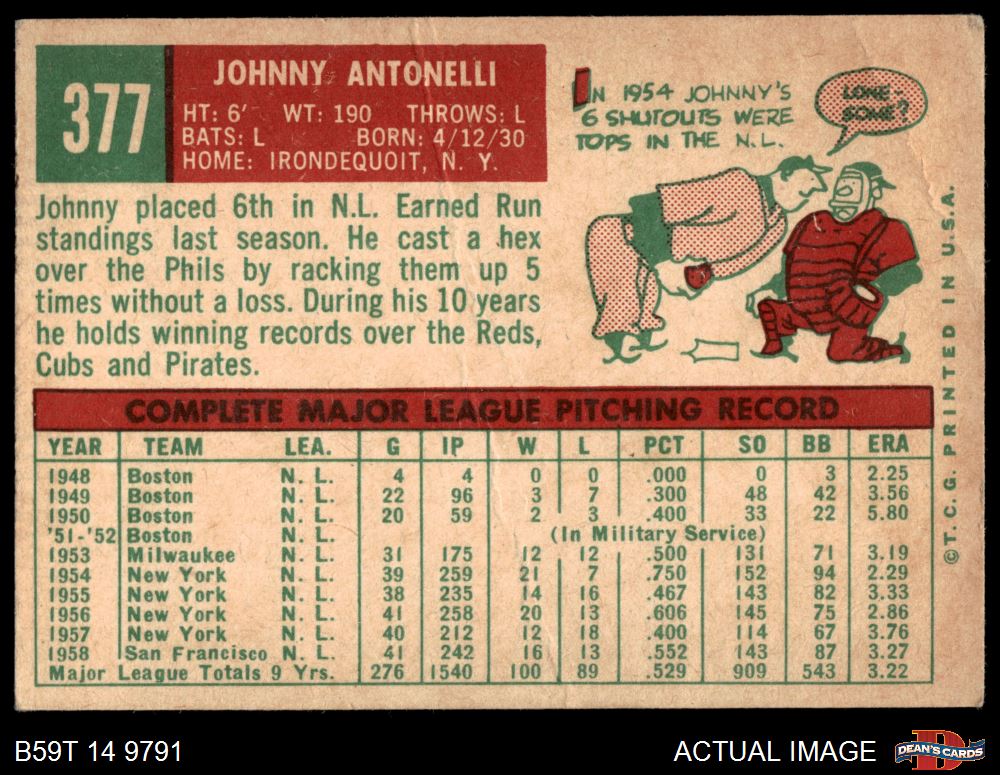 377
JOHNNY ANTONELLI
HT: 6' WT: 190 THROWS: L
BATS: L BORN: 4/12/30
HOME: IRONDEQUOIT, N. Y.
IN 1954 JOHNNY'S
6 SHUTOUTS WERE
TOPS IN THE N.L.
LONE-
SOME?
Johnny placed 6th in N.L. Earned Run
standings last season. He cast a hex
over the Phils by racking them up 5
times without a loss. During his 10 years
he holds winning records over the Reds,
Cubs and Pirates.
COMPLETE MAJOR LEAGUE PITCHING RECORD
YEAR TEAM LEA. G IP W L PCT SO BB ERA
1948 Boston N. L. 4 4 0 0 .000 0 3 2.25
1949 Boston N. L. 22 96 3 7 .300 48 42 3.56
1950 Boston N. L. 20 59 2 3 .400 33 22 5.80
'51-'52 Boston N. L. (In Military Service)
1953 Milwaukee N. L. 31 175 12 12 .500 131 71 3.19
1954 New York N. L. 39 259 21 7 .750 152 94 2.29
1955 New York N. L. 38 235 14 16 .467 143 82 3.33
1956 New York N. L. 41 258 20 13 .606 145 75 2.86
1957 New York N. L. 40 212 12 18 .400 114 67 3.76
1958 San Francisco N. L. 41 242 16 13 .552 143 87 3.27
Major League Totals 9 Yrs. 276 1540 100 89 .529 909 543 3.22
©T.C.G. PRINTED IN U.S.A.
B59T 14 9791
ACTUAL IMAGE
DEAN'S CARDS